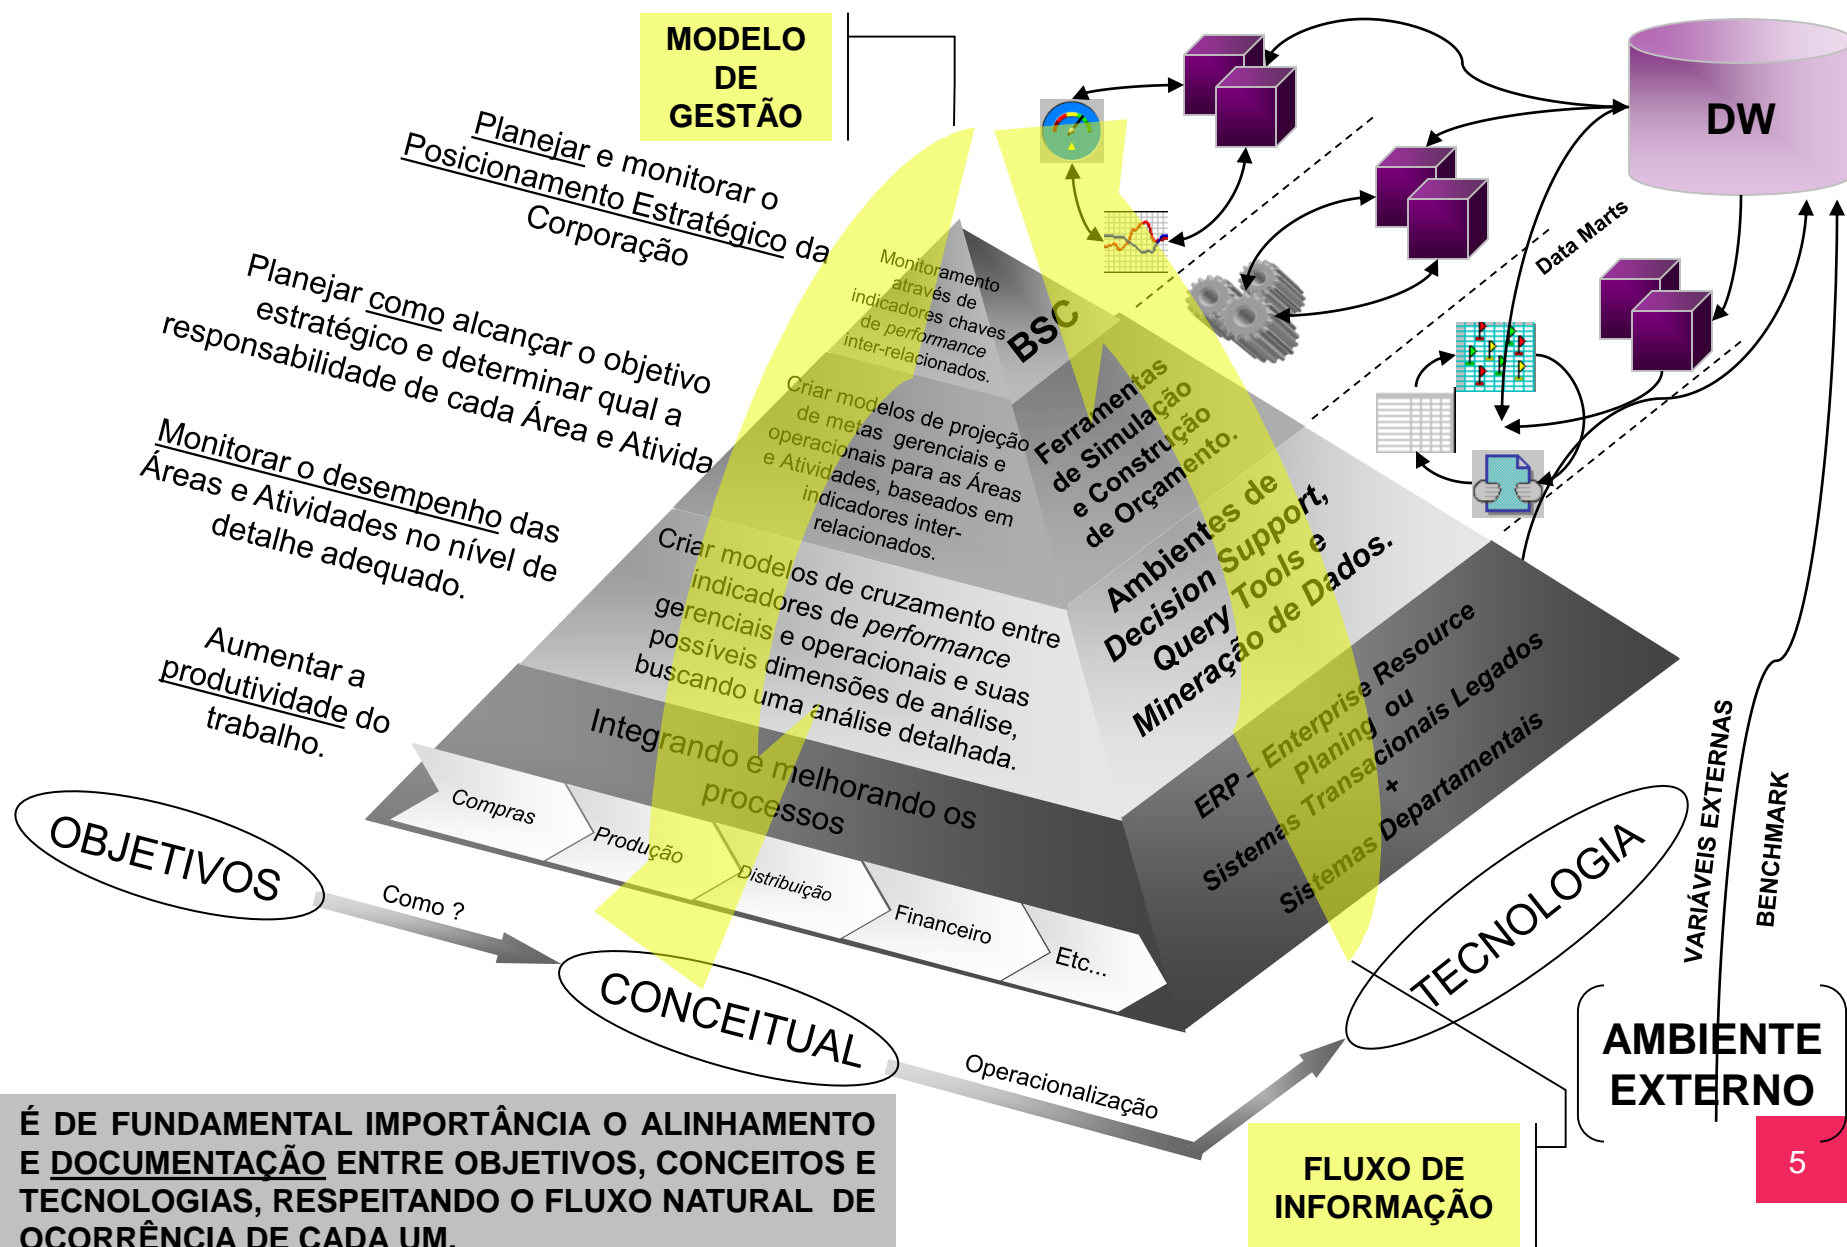 MODELO
DE
GESTÃO
DW
Planejar e monitorar o
Posicionamento Estratégico da
Corporação
Data Marts
Planejar como alcançar o objetivo
estratégico e determinar qual a
responsabilidade de cada Área e Ativida
Monitorar o desempenho das
Áreas e Atividades no nível de
detalhe adequado.
Aumentar a
produtividade do
trabalho.
Monitoramento
através de
indicadores chaves
de performance
inter-relacionados.
BSC
Criar modelos de projeção
de metas gerenciais e
operacionais para as Áreas
e Atividades, baseados em
indicadores inter-
relacionados.
Ferramentas
de Simulação
e Construção
de Orçamento.
Criar modelos de cruzamento entre
indicadores de performance
gerenciais e operacionais e suas
possíveis dimensões de análise,
buscando uma análise detalhada.
Ambientes de
Decision Support,
Query Tools e
Mineração de Dados.
Integrando e melhorando os
processos
ERP – Enterprise Resource
Planing ou
Sistemas Transacionais Legados
+
Sistemas Departamentais
Compras
Produção
Distribuição
Financeiro
Etc...
OBJETIVOS
Como ?
CONCEITUAL
Operacionalização
TECNOLOGIA
VARIÁVEIS EXTERNAS
BENCHMARK
AMBIENTE
EXTERNO
FLUXO DE
INFORMAÇÃO
5
É DE FUNDAMENTAL IMPORTÂNCIA O ALINHAMENTO
E DOCUMENTAÇÃO ENTRE OBJETIVOS, CONCEITOS E
TECNOLOGIAS, RESPEITANDO O FLUXO NATURAL DE
OCORRÊNCIA DE CADA UM.